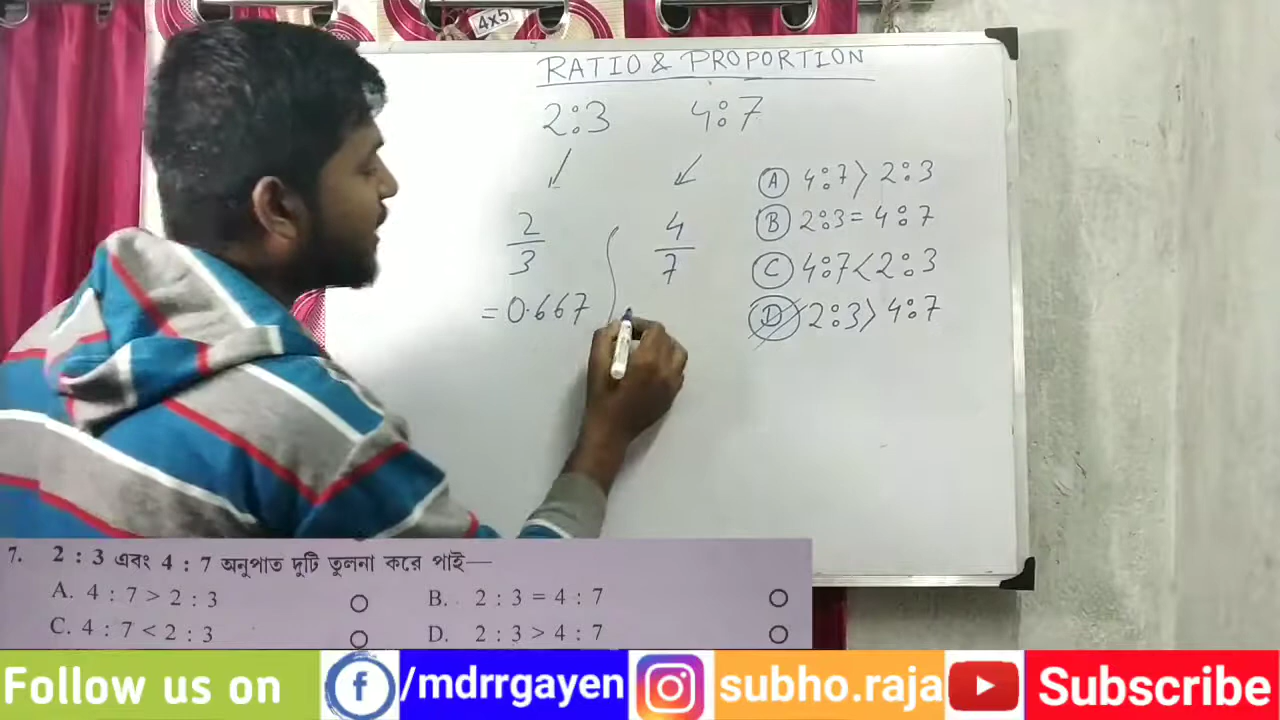 4x5
RATIO & PROPORTION
2:3 4:7
2/3 4/7
= 0.667
A 4:7 > 2:3
B 2:3 = 4:7
C 4:7 < 2:3
D 2:3 > 4:7
7. 2 : 3 এবং 4 : 7 অনুপাত দুটি তুলনা করে পাই—
A. 4 : 7 > 2 : 3 B. 2 : 3 = 4 : 7
C. 4 : 7 < 2 : 3 D. 2 : 3 > 4 : 7
Follow us on f /mdrrgayen subho.raja Subscribe